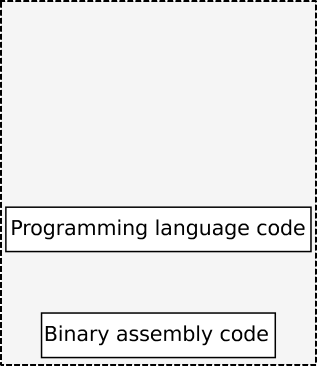 Programming language code
Binary assembly code